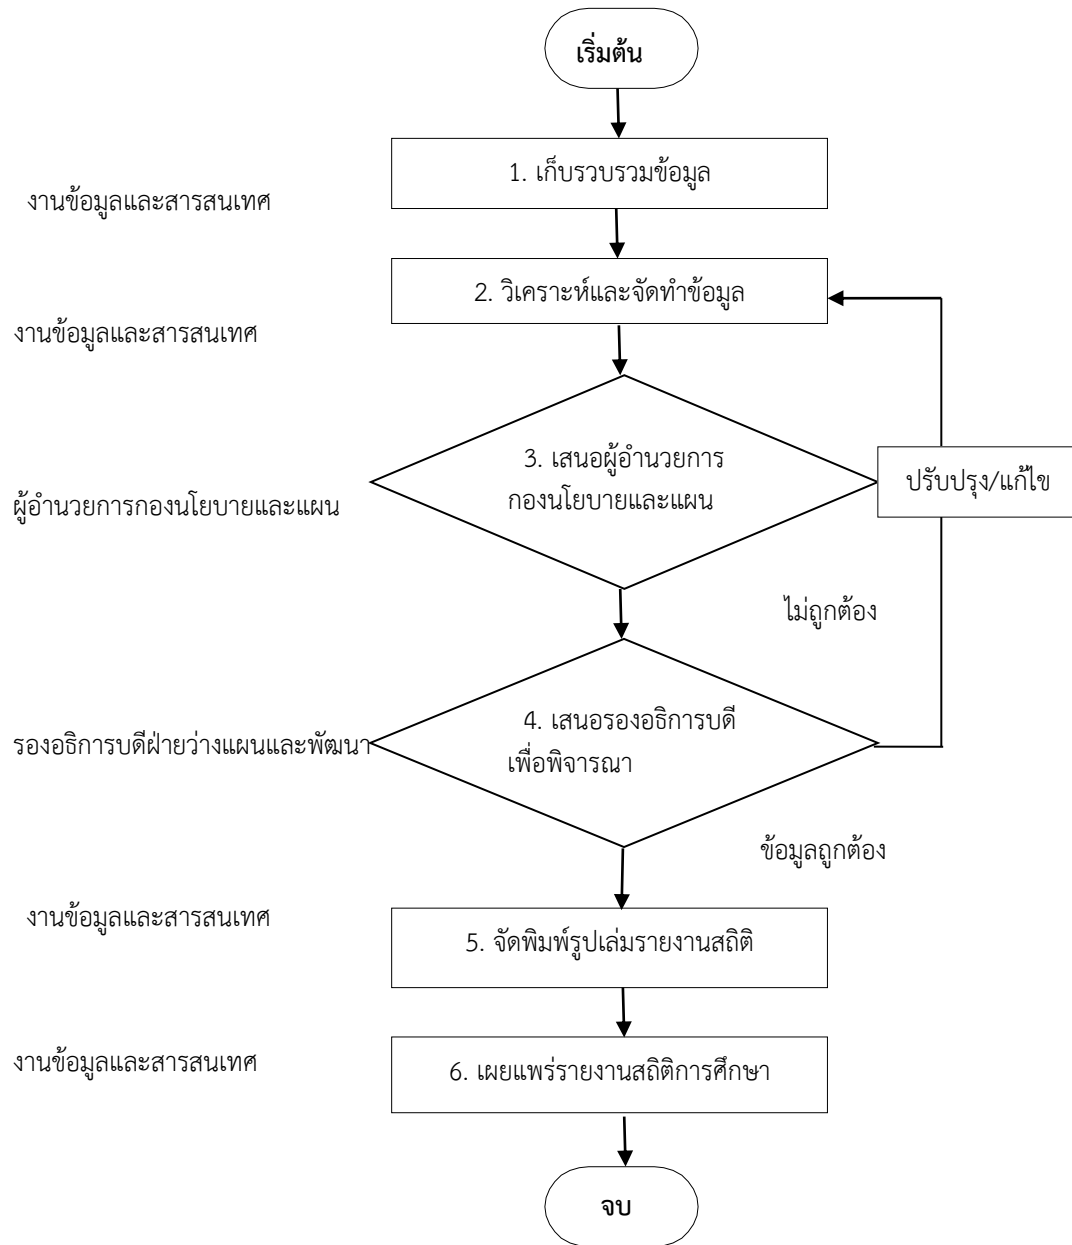 เริ่มต้น
1. เก็บรวบรวมข้อมูล
งานข้อมูลและสารสนเทศ
2. วิเคราะห์และจัดทำข้อมูล
งานข้อมูลและสารสนเทศ
3. เสนอผู้อำนวยการ
กองนโยบายและแผน
ปรับปรุง/แก้ไข
ผู้อำนวยการกองนโยบายและแผน
ไม่ถูกต้อง
4. เสนอรองอธิการบดี
เพื่อพิจารณา
รองอธิการบดีฝ่ายว่างแผนและพัฒนา
ข้อมูลถูกต้อง
งานข้อมูลและสารสนเทศ
5. จัดพิมพ์รูปเล่มรายงานสถิติ
งานข้อมูลและสารสนเทศ
6. เผยแพร่รายงานสถิติการศึกษา
จบ